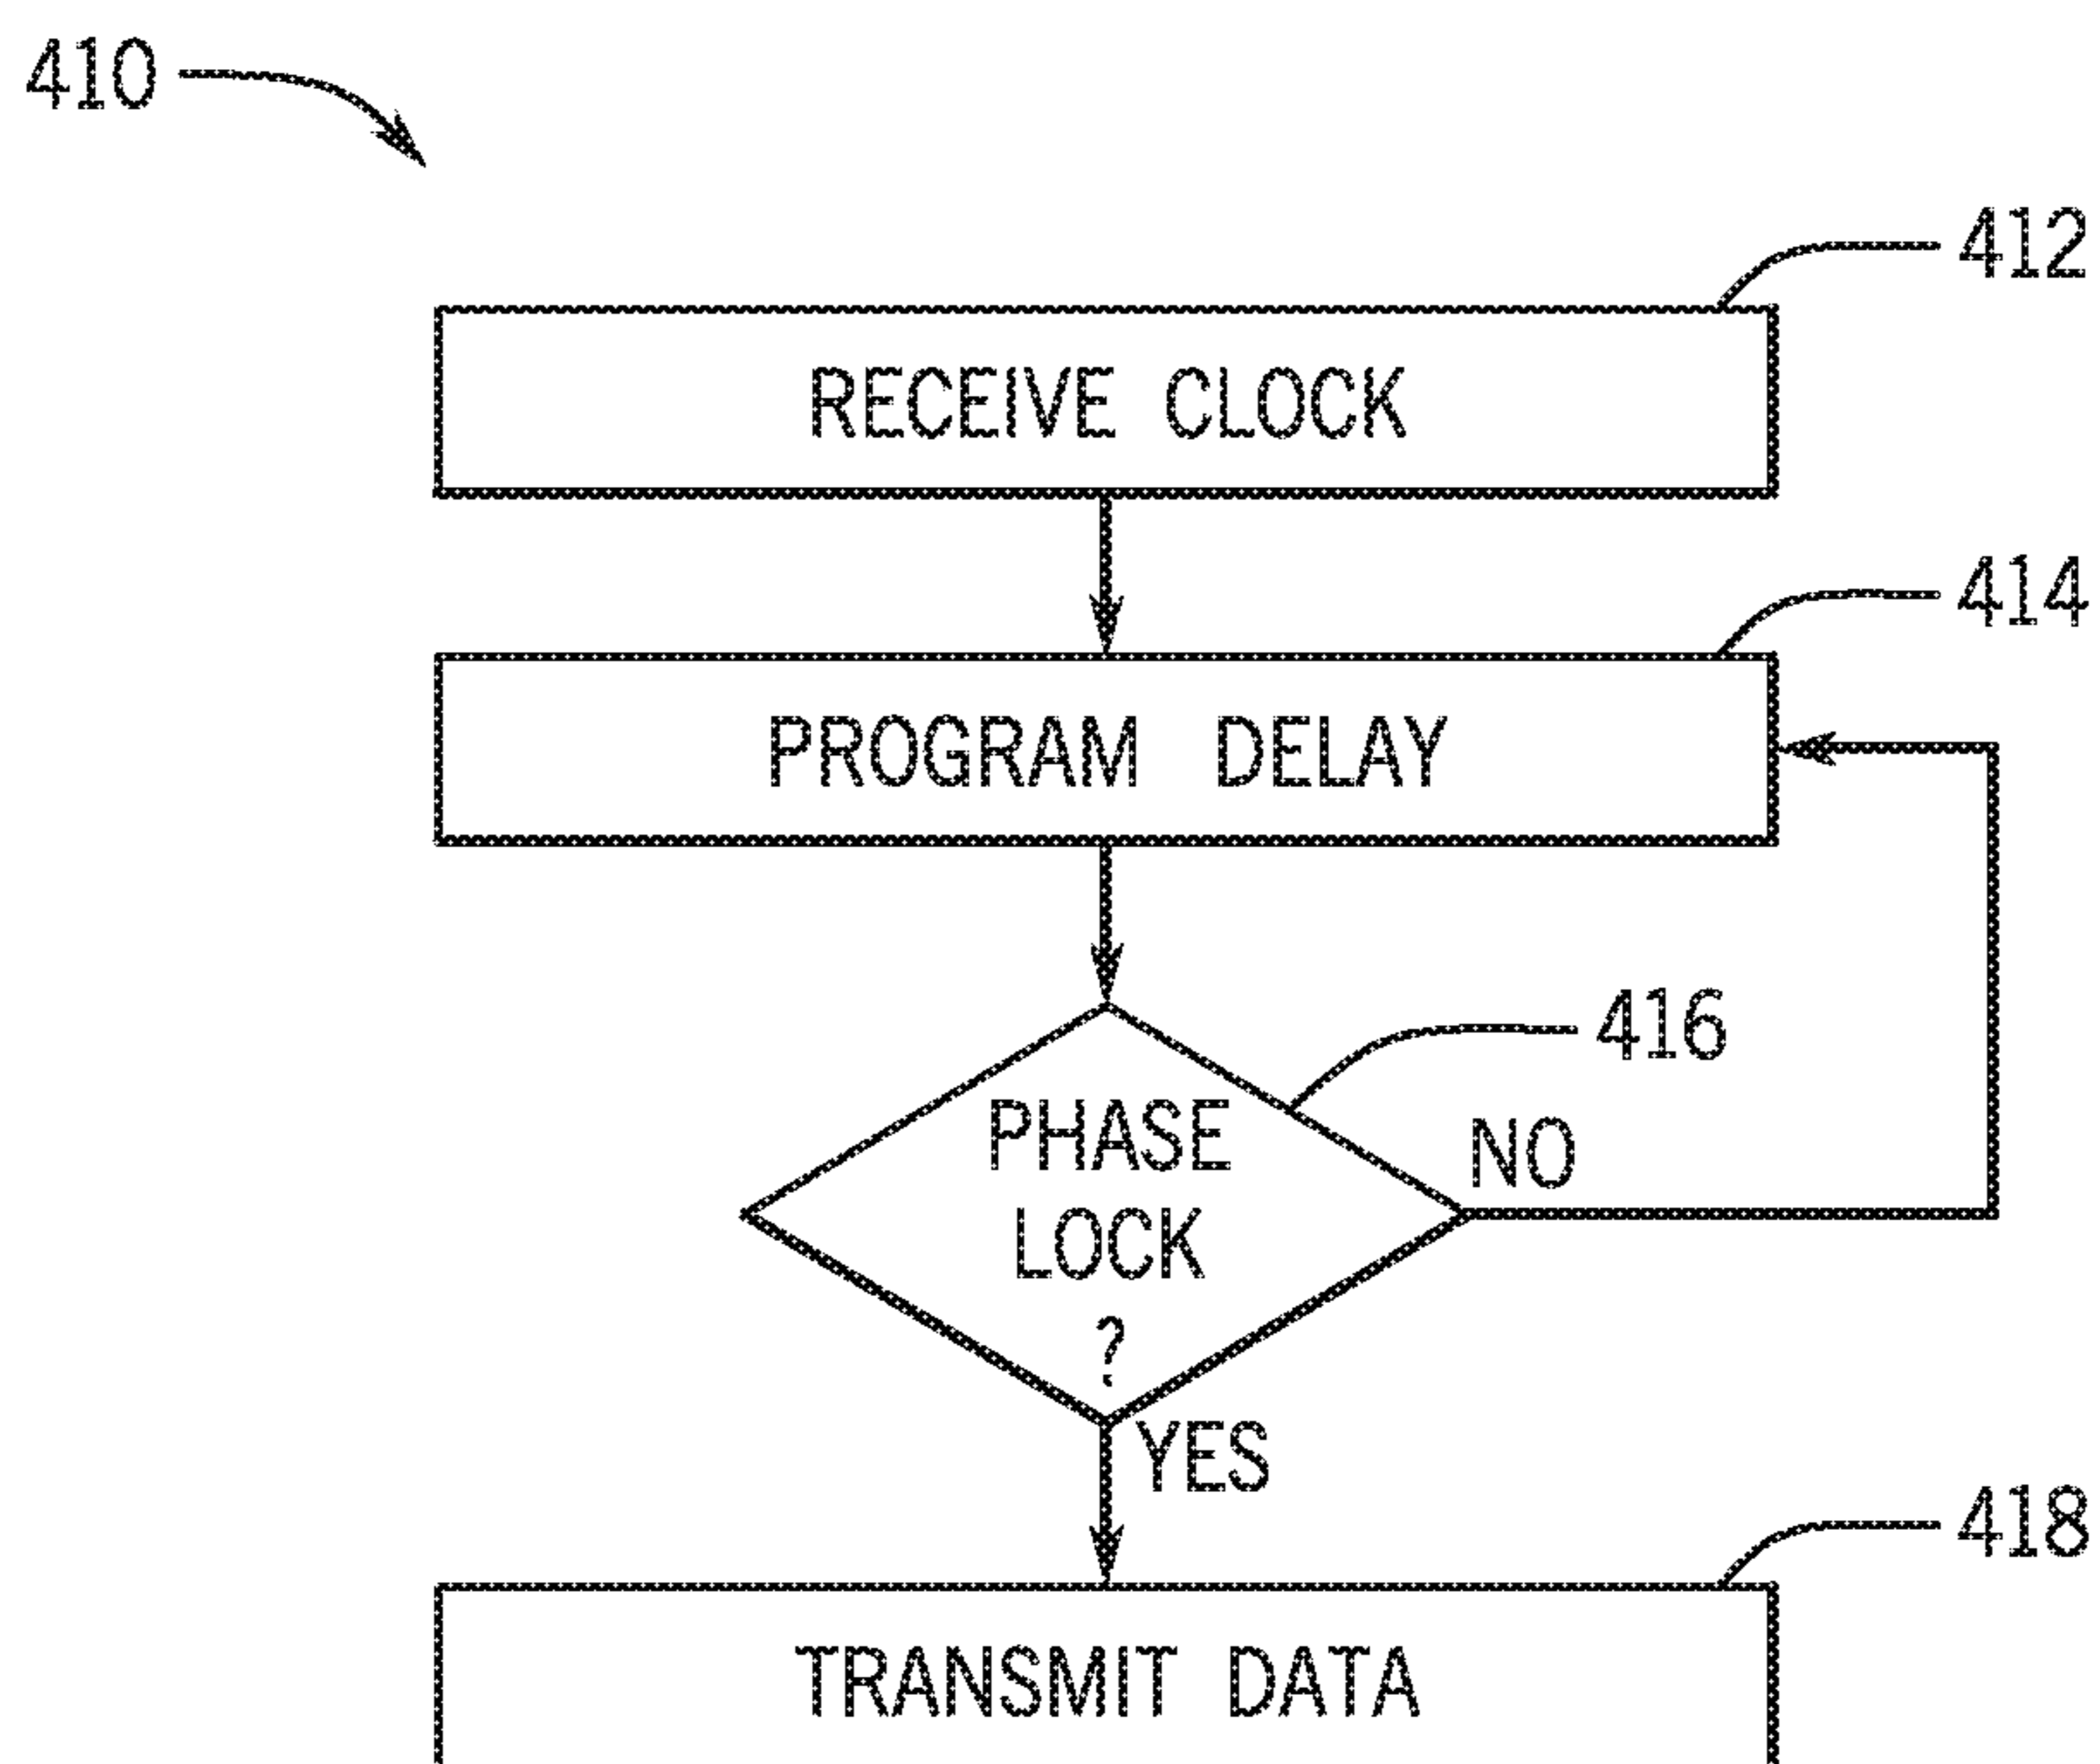 410
412
RECEIVE CLOCK
414
PROGRAM DELAY
416
PHASE
LOCK
?
NO
YES
418
TRANSMIT DATA